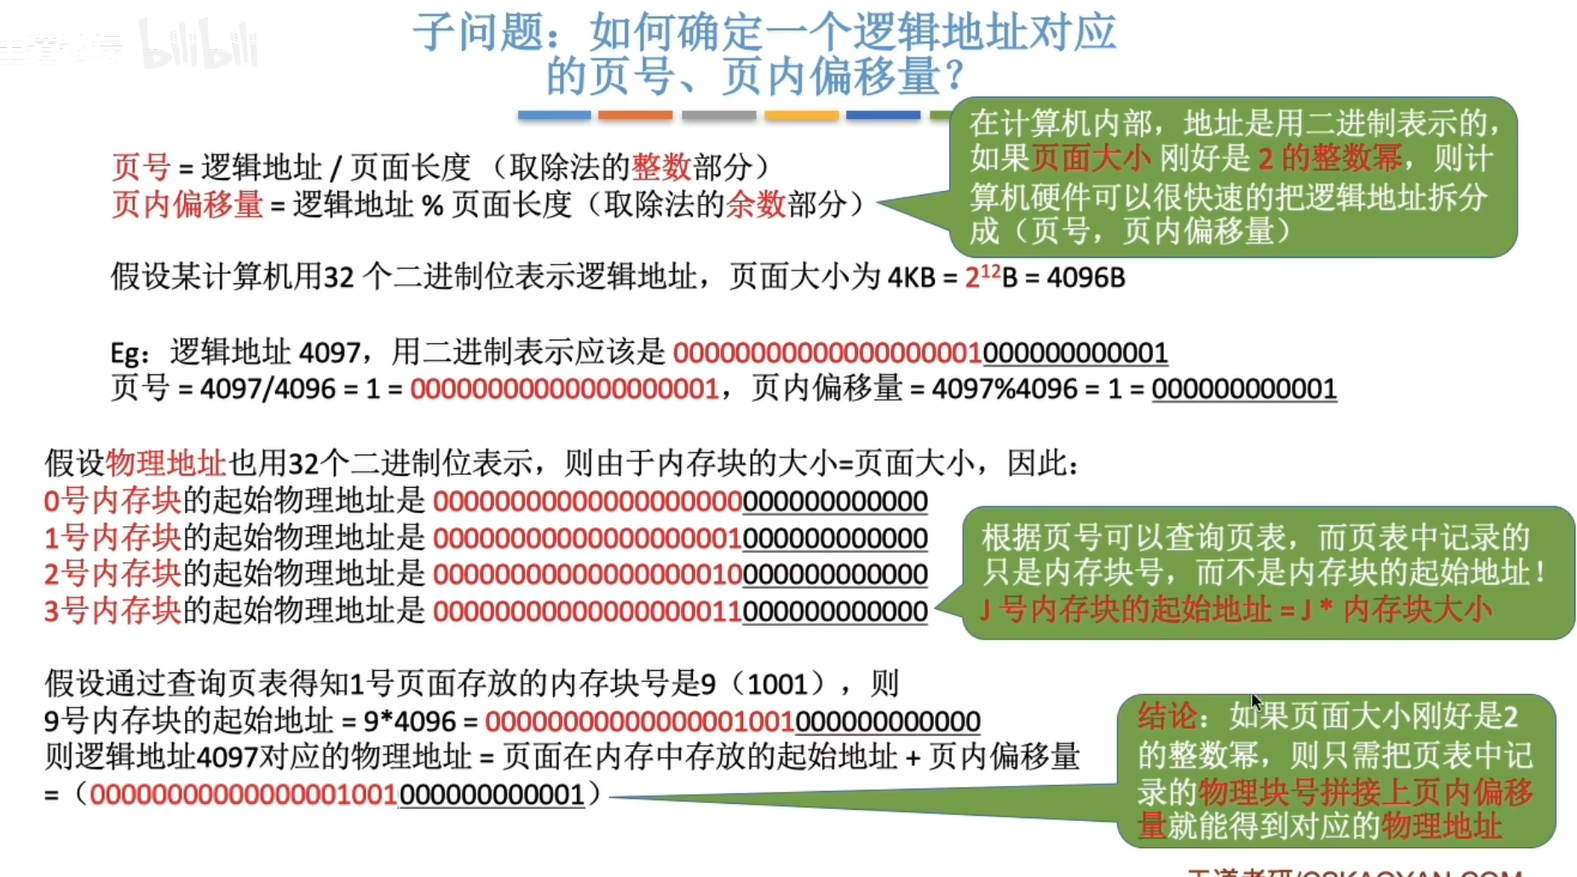 bilibili
子问题：如何确定一个逻辑地址对应
的页号、页内偏移量？
在计算机内部，地址是用二进制表示的，
如果页面大小 刚好是 2 的整数幂，则计
算机硬件可以很快速的把逻辑地址拆分
成（页号，页内偏移量）
页号 = 逻辑地址 / 页面长度 （取除法的整数部分）
页内偏移量 = 逻辑地址 % 页面长度（取除法的余数部分）
假设某计算机用32 个二进制位表示逻辑地址，页面大小为 4KB = 2¹²B = 4096B
Eg：逻辑地址 4097，用二进制表示应该是 00000000000000000001000000000001
页号 = 4097/4096 = 1 = 00000000000000000001，页内偏移量 = 4097%4096 = 1 = 000000000001
假设物理地址也用32个二进制位表示，则由于内存块的大小=页面大小，因此：
0号内存块的起始物理地址是 00000000000000000000000000000000
1号内存块的起始物理地址是 00000000000000000001000000000000
2号内存块的起始物理地址是 00000000000000000010000000000000
3号内存块的起始物理地址是 00000000000000000011000000000000
根据页号可以查询页表，而页表中记录的
只是内存块号，而不是内存块的起始地址！
J 号内存块的起始地址 = J * 内存块大小
假设通过查询页表得知1号页面存放的内存块号是9（1001），则
9号内存块的起始地址 = 9*4096 = 00000000000000001001000000000000
则逻辑地址4097对应的物理地址 = 页面在内存中存放的起始地址 + 页内偏移量
=（00000000000000001001000000000001）
结论：如果页面大小刚好是2
的整数幂，则只需把页表中记
录的物理块号拼接上页内偏移
量就能得到对应的物理地址